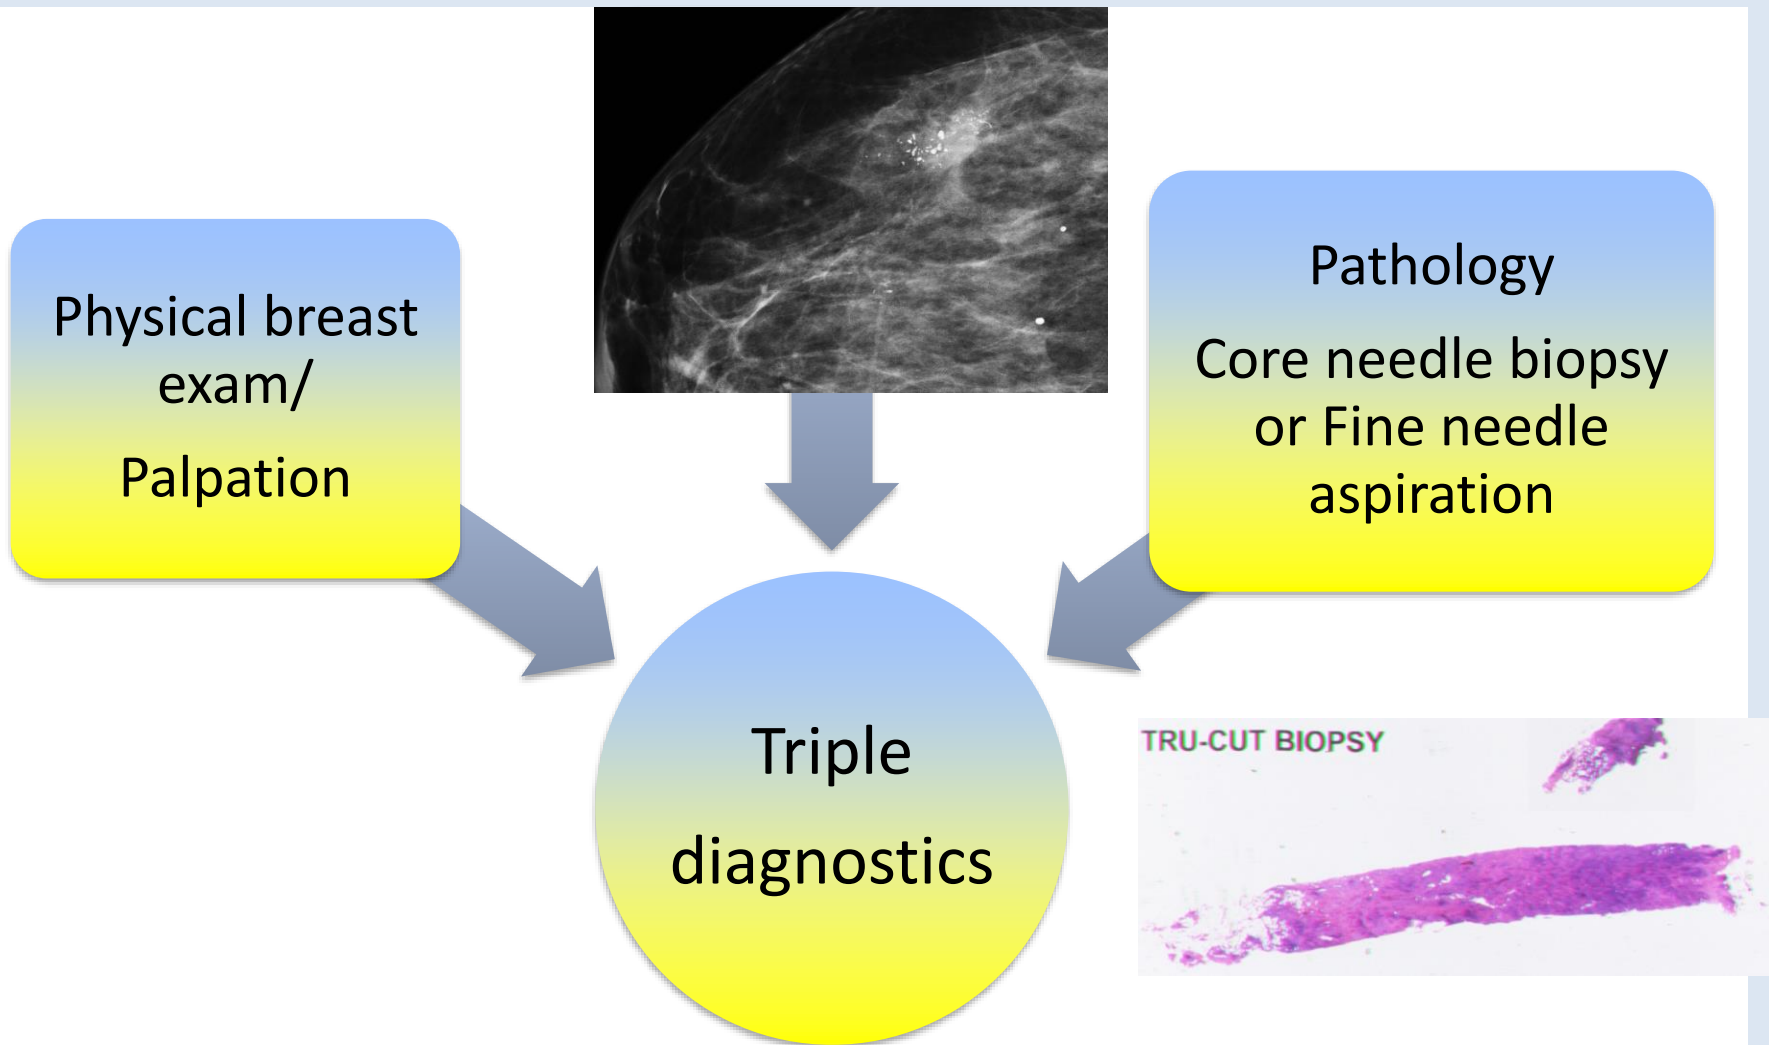 Physical breast
exam/
Palpation
Pathology
Core needle biopsy
or Fine needle
aspiration
Triple
diagnostics
TRU-CUT BIOPSY